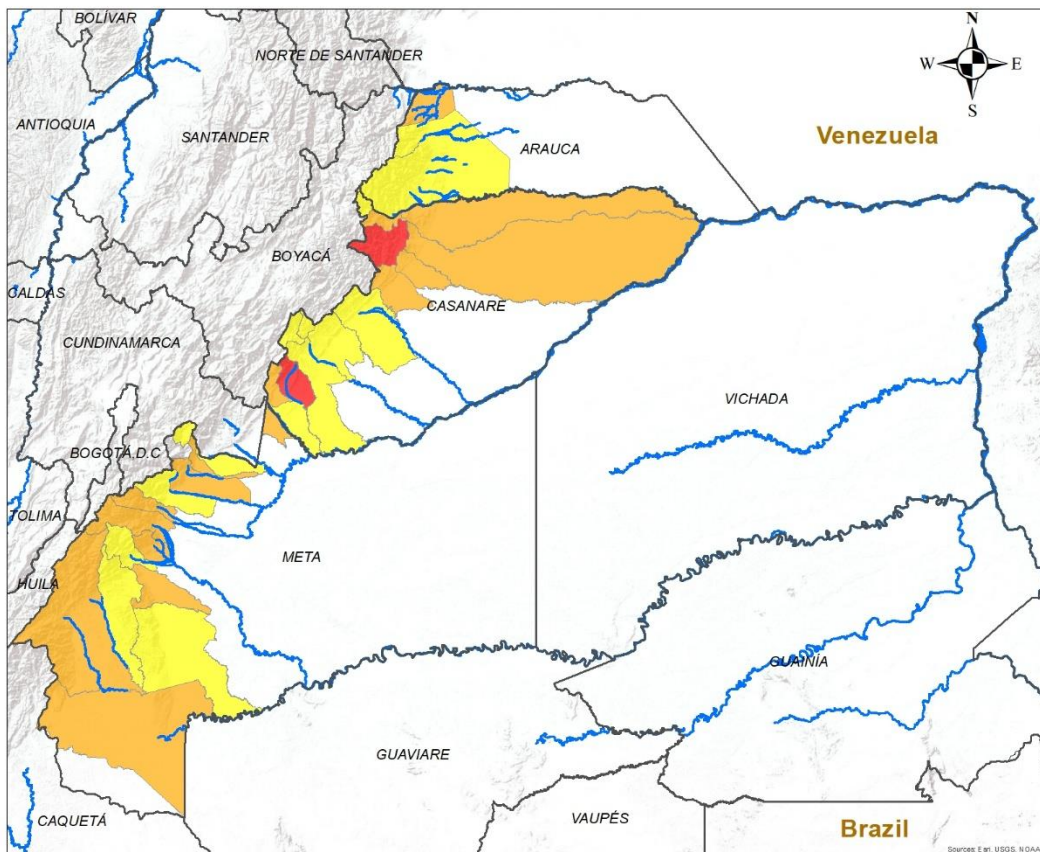 BOLÍVAR
N
NORTE DE SANTANDER
W
E
S
ANTIOQUIA
SANTANDER
Venezuela
ARAUCA
BOYACÁ
CALDAS
CASANARE
CUNDINAMARCA
VICHADA
BOGOTÁ.D.C
TOLIMA
META
HUILA
GUAINÍA
GUAVIARE
CAQUETÁ
VAUPÉS
Brazil
Sources: Esri, USGS, NOAA